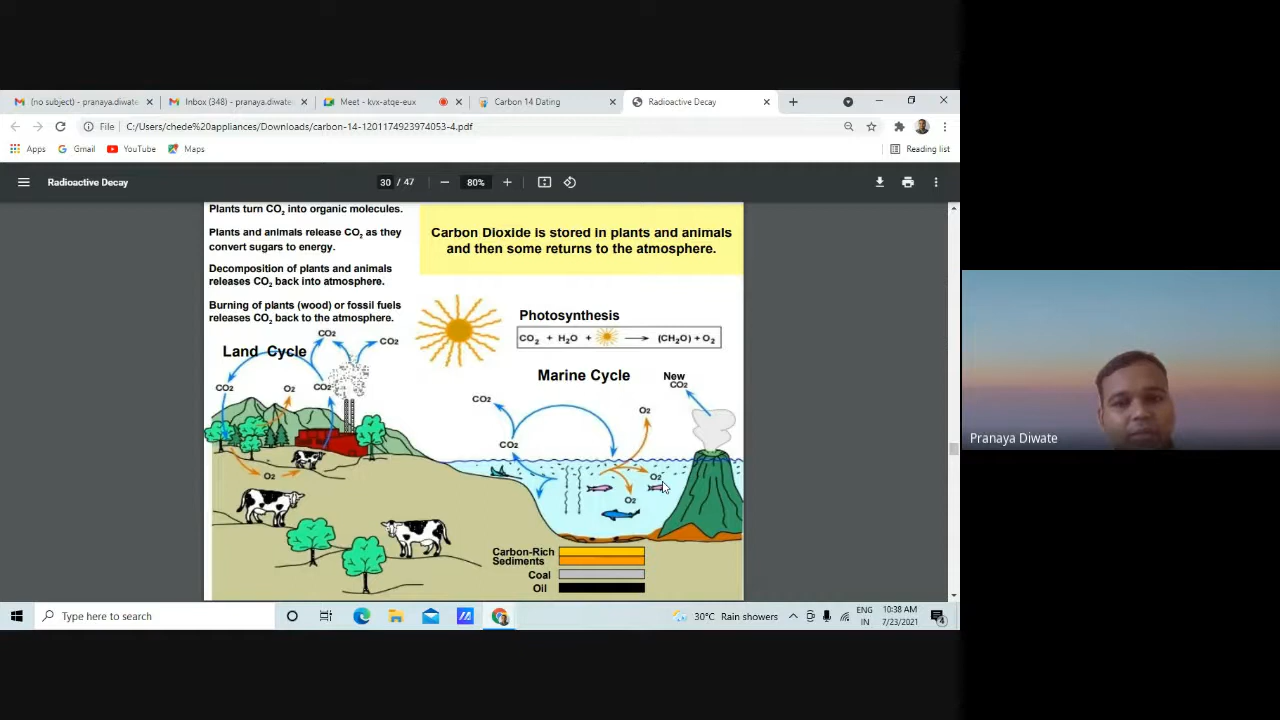 (no subject) - pranaya.diwate
Inbox (348) - pranaya.diwate
Meet - kvx-atqe-eux
Carbon 14 Dating
Radioactive Decay
File C:/Users/chede%20appliances/Downloads/carbon-14-1201174923974053-4.pdf
Apps Gmail YouTube Maps Reading list
Radioactive Decay 30 / 47 80%
Plants turn CO2 into organic molecules.
Plants and animals release CO2 as they
convert sugars to energy.
Decomposition of plants and animals
releases CO2 back into atmosphere.
Burning of plants (wood) or fossil fuels
releases CO2 back to the atmosphere.
Carbon Dioxide is stored in plants and animals
and then some returns to the atmosphere.
Photosynthesis
CO2 + H2O + → (CH2O) + O2
Land Cycle
CO2
CO2
CO2
O2
CO2
O2
Marine Cycle
New
CO2
CO2
O2
CO2
O2
O2
Carbon-Rich
Sediments
Coal
Oil
Pranaya Diwate
Type here to search
30°C Rain showers
ENG
IN
10:38 AM
7/23/2021
4